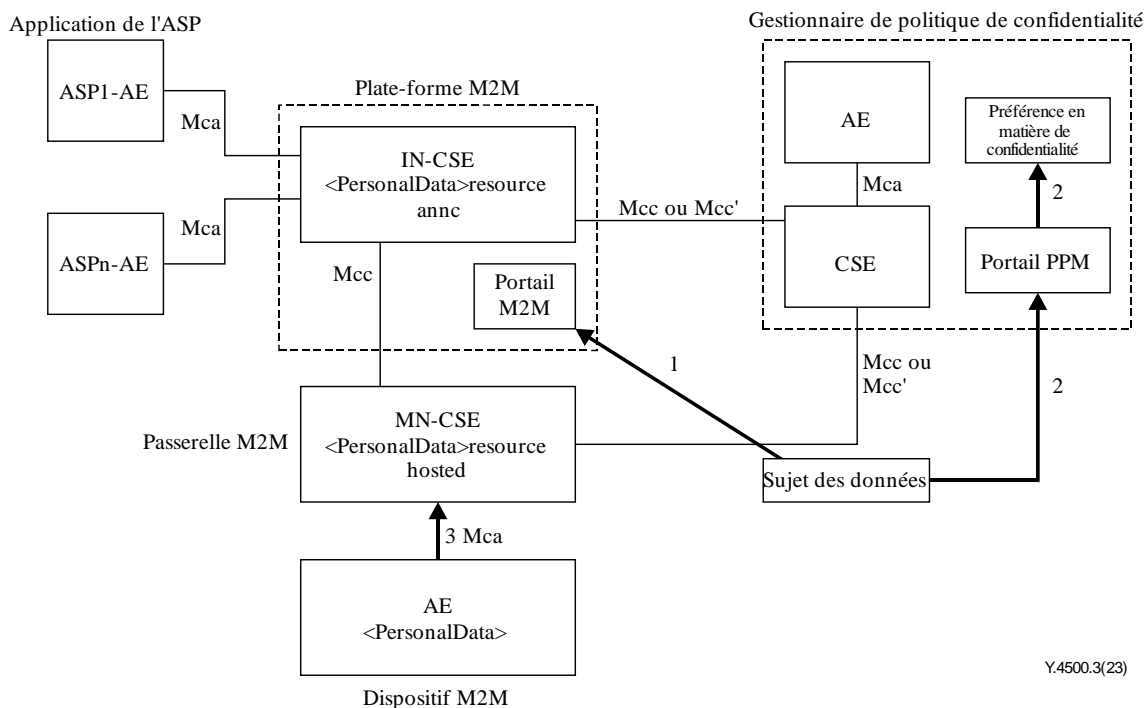 Application de l'ASP
Gestionnaire de politique de confidentialité
ASP1-AE
Mca
Plate-forme M2M
IN-CSE
<PersonalData>resource
annc
AE
Préférence en
matière de
confidentialité
Mca
2
ASPn-AE
Mca
Mcc ou Mcc'
Mcc
CSE
Portail PPM
Portail
M2M
1
Mcc ou
Mcc'
2
Passerelle M2M
MN-CSE
<PersonalData>resource
hosted
Sujet des données
3 Mca
AE
<PersonalData>
Dispositif M2M
Y.4500.3(23)